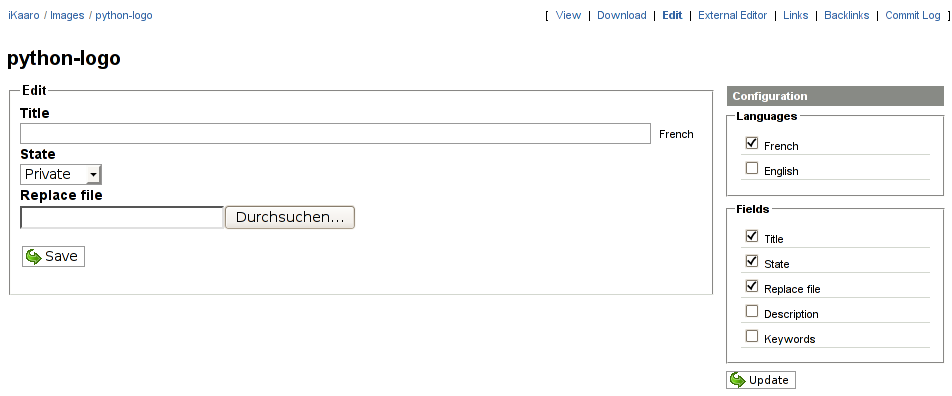 iKaaro / Images / python-logo
[ View | Download | Edit | External Editor | Links | Backlinks | Commit Log ]
python-logo
Edit
Title
French
State
Private
Replace file
Durchsuchen...
Save
Configuration
Languages
French
English
Fields
Title
State
Replace file
Description
Keywords
Update